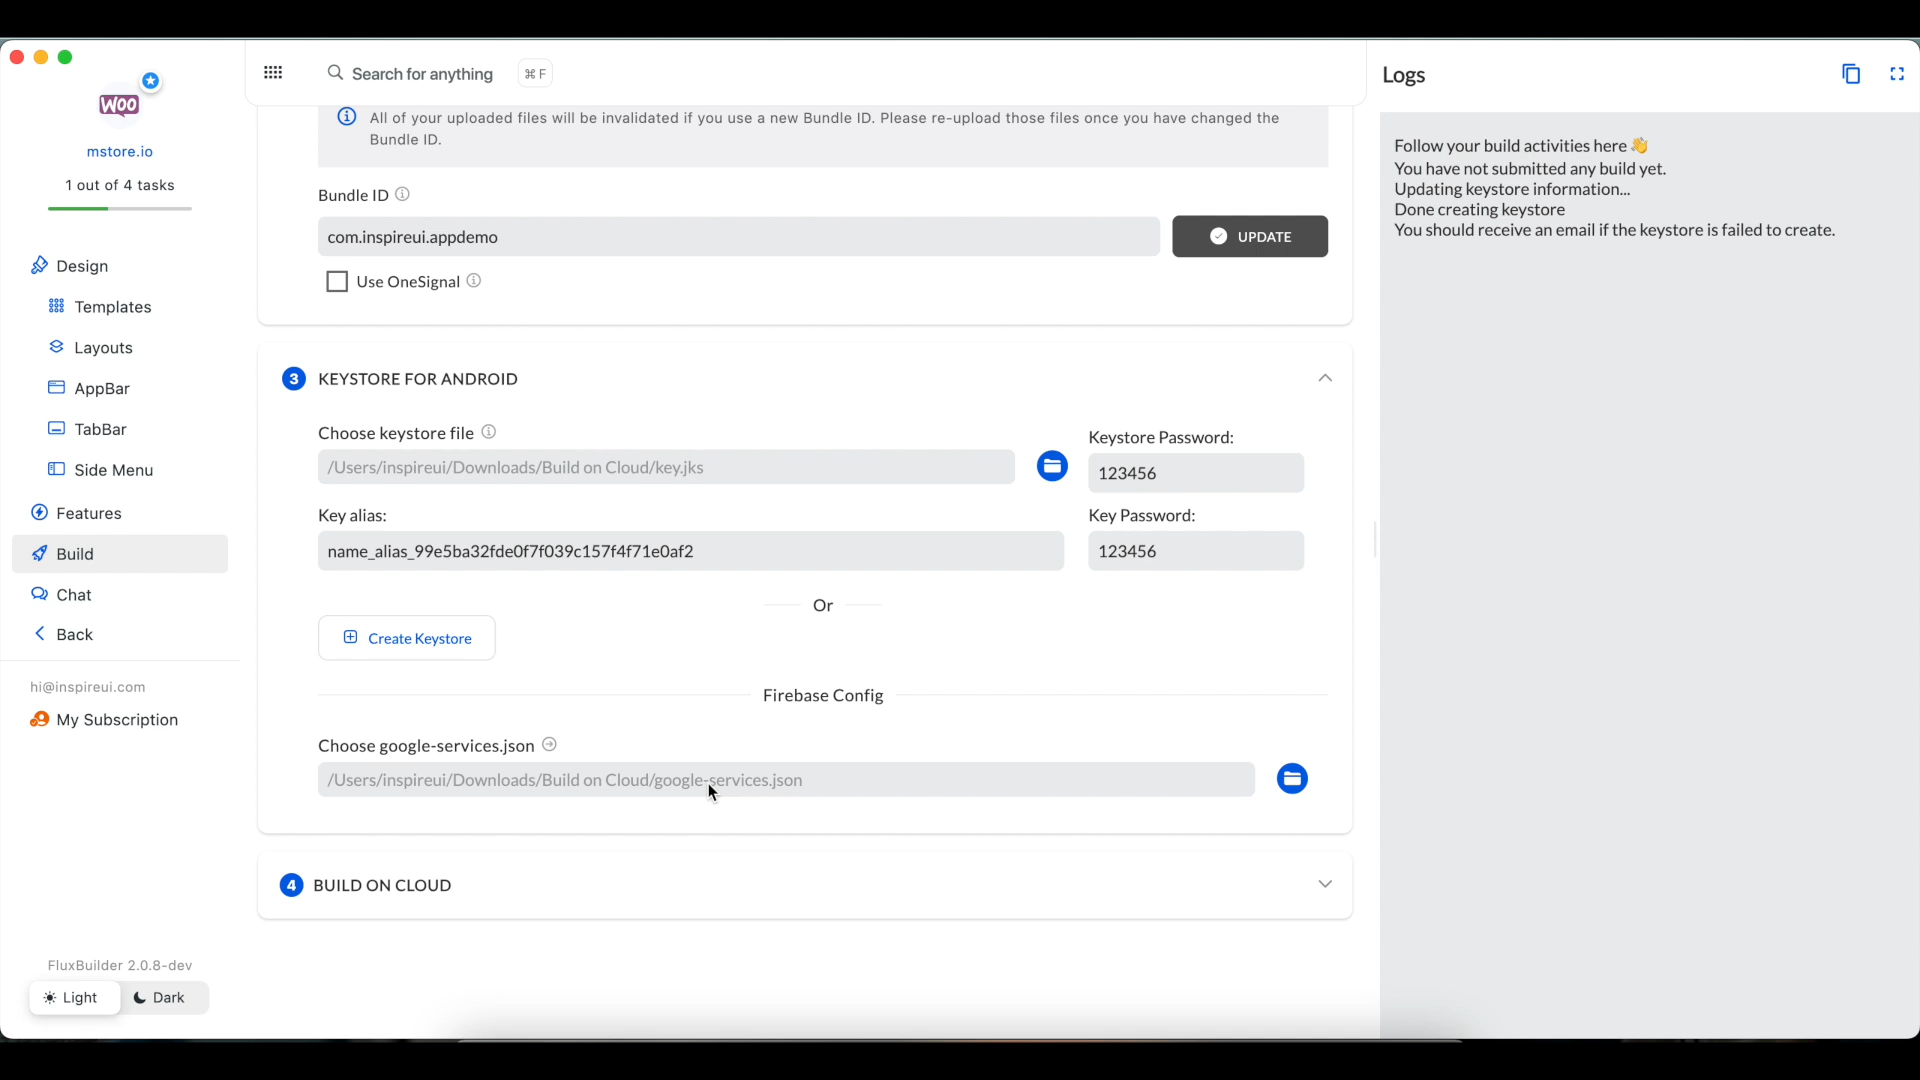 WOO
mstore.io
1 out of 4 tasks
Design
Templates
Layouts
AppBar
TabBar
Side Menu
Features
Build
Chat
Back
hi@inspireui.com
My Subscription
FluxBuilder 2.0.8-dev
Light
Dark
Search for anything
⌘ F
All of your uploaded files will be invalidated if you use a new Bundle ID. Please re-upload those files once you have changed the
Bundle ID.
Bundle ID
com.inspireui.appdemo
UPDATE
Use OneSignal
3 KEYSTORE FOR ANDROID
Choose keystore file
/Users/inspireui/Downloads/Build on Cloud/key.jks
Keystore Password:
123456
Key alias:
name_alias_99e5ba32fde0f7f039c157f4f71e0af2
Key Password:
123456
Or
Create Keystore
Firebase Config
Choose google-services.json
/Users/inspireui/Downloads/Build on Cloud/google-services.json
4 BUILD ON CLOUD
Logs
Follow your build activities here 👋
You have not submitted any build yet.
Updating keystore information...
Done creating keystore
You should receive an email if the keystore is failed to create.